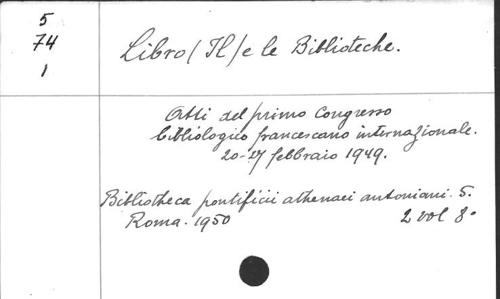 5
74
1
Libro (Il) e le Biblioteche.
Atti del primo Congresso
bibliologico francescano internazionale.
20-27 febbraio 1949.
Bibliotheca pontificii athenaei antoniani. 5.
Roma. 1950 2 vol 8°